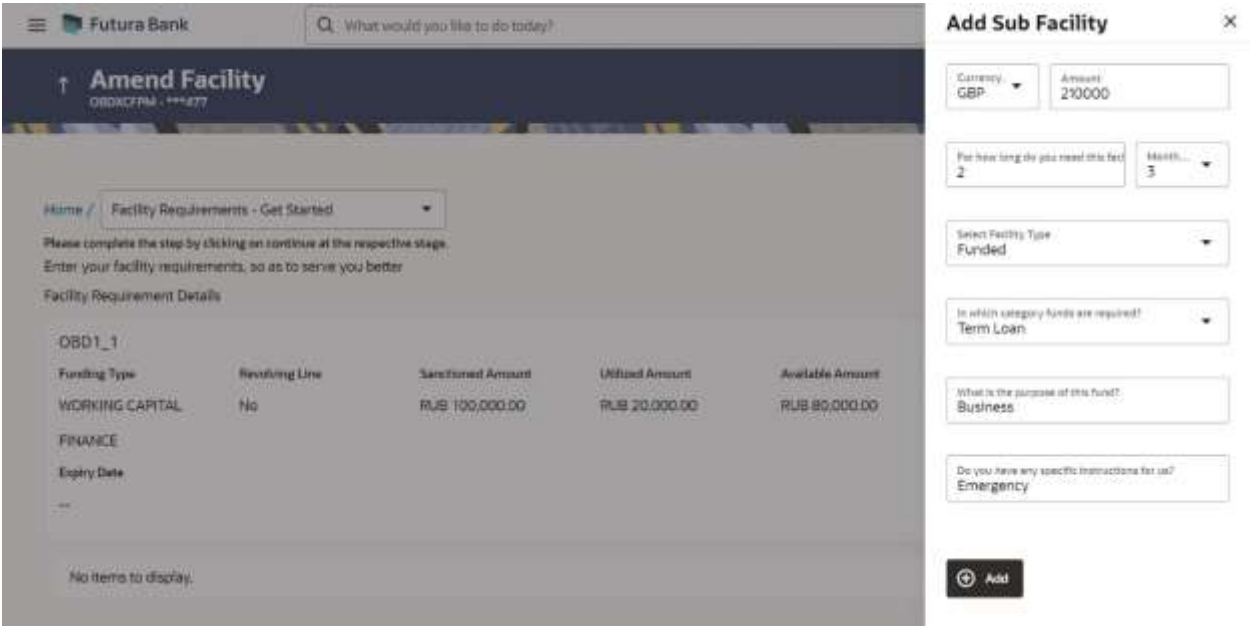 Futura Bank
What would you like to do today?
Amend Facility
OBDXCFPM - ***477
Home / Facility Requirements - Get Started
Please complete the step by clicking on continue at the respective stage.
Enter your facility requirements, so as to serve you better
Facility Requirement Details
OBD1_1
Funding Type Revolving Line Sanctioned Amount Utilized Amount Available Amount
WORKING CAPITAL No RUB 100,000.00 RUB 20,000.00 RUB 80,000.00
FINANCE
Expiry Date
--
No items to display.
Add Sub Facility
Currency Amount
GBP 210000
For how long do you need this faci Month...
2 3
Select Facility Type
Funded
In which category funds are required?
Term Loan
What is the purpose of this fund?
Business
Do you have any specific instructions for us?
Emergency
Add